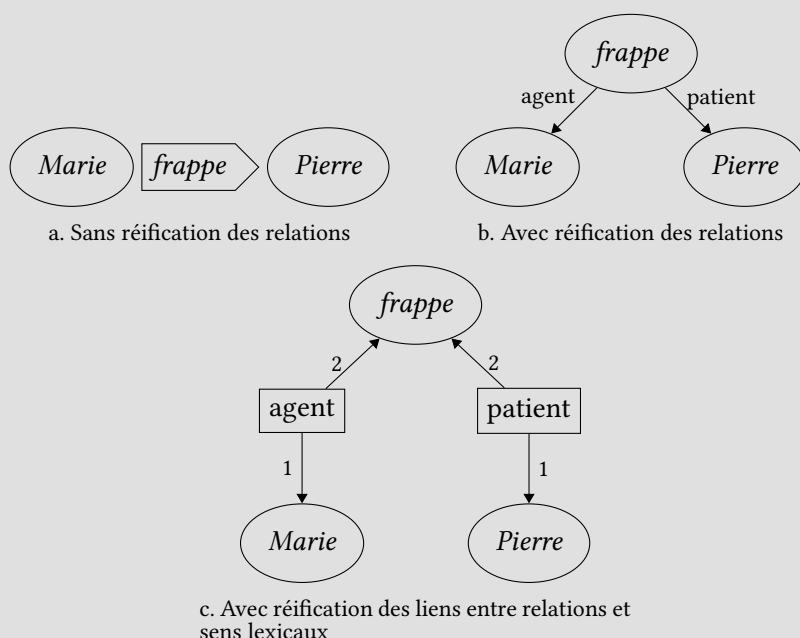 frappe
agent
patient
Marie
frappe
Pierre
Marie
Pierre
a. Sans réification des relations
b. Avec réification des relations
frappe
2
2
agent
patient
1
1
Marie
Pierre
c. Avec réification des liens entre relations et
sens lexicaux